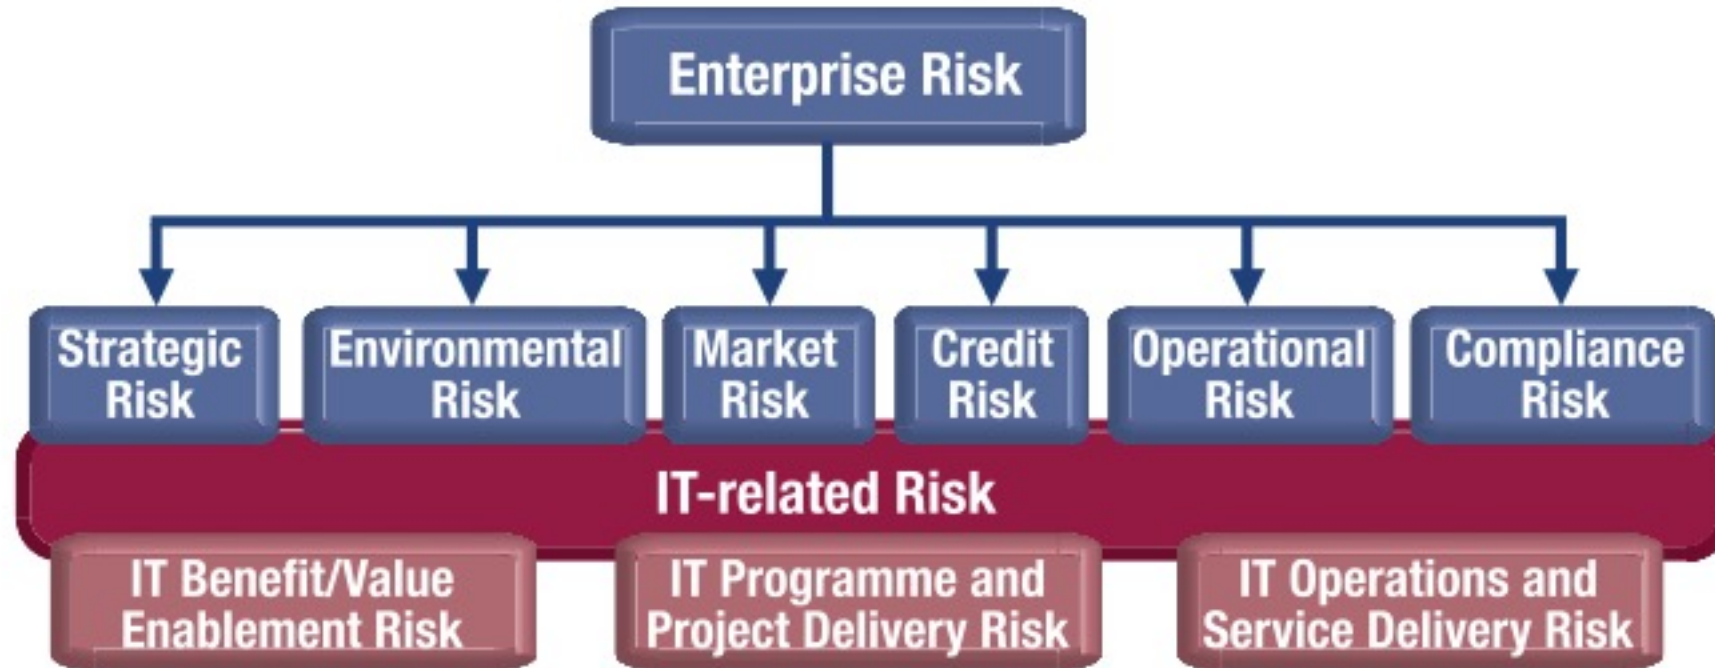 Enterprise Risk
Strategic
Risk
Environmental
Risk
Market
Risk
Credit
Risk
Operational
Risk
Compliance
Risk
IT-related Risk
IT Benefit/Value
Enablement Risk
IT Programme and
Project Delivery Risk
IT Operations and
Service Delivery Risk